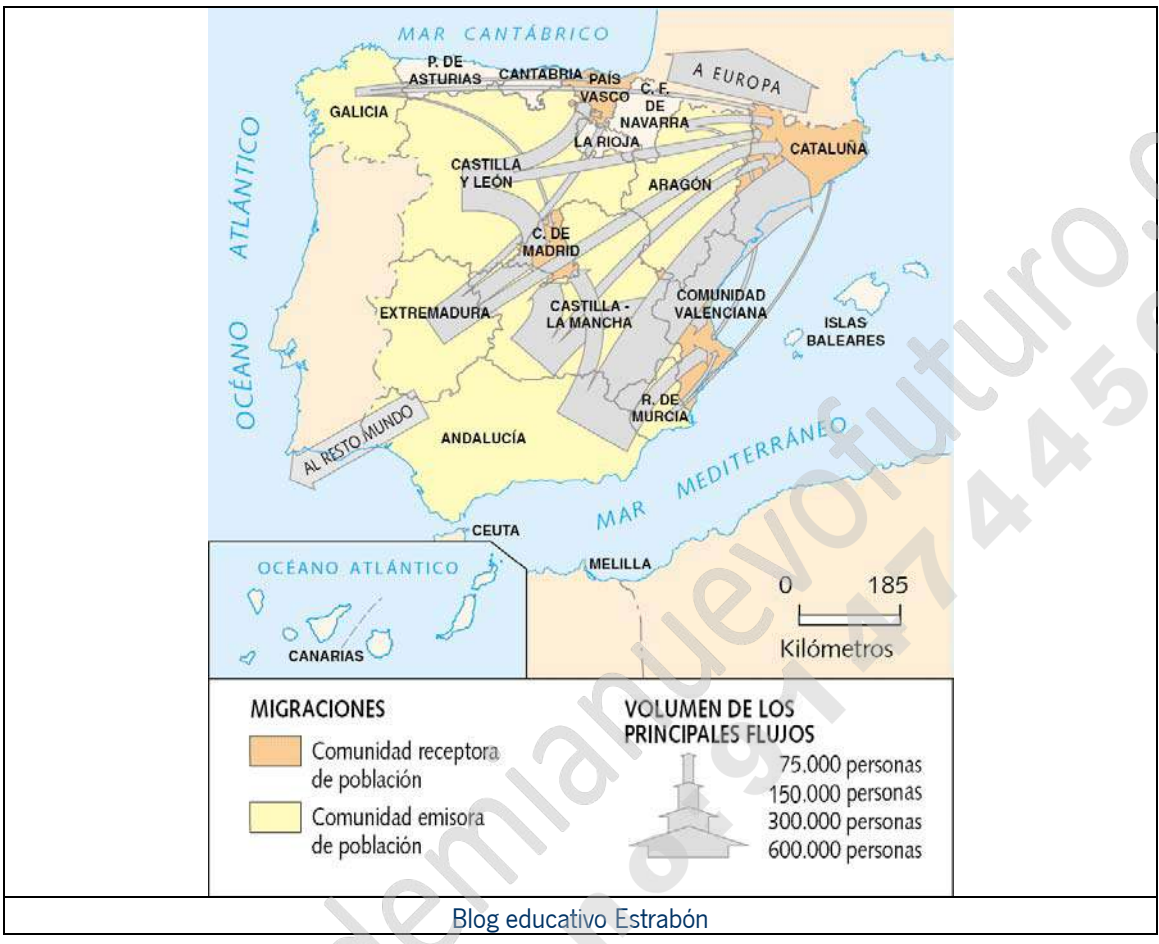 MAR CANTÁBRICO
A EUROPA
P. DE
ASTURIAS
CANTABRIA
PAÍS
VASCO
C. F.
DE
NAVARRA
GALICIA
LA RIOJA
CATALUÑA
CASTILLA
Y LEÓN
ARAGÓN
OCÉANO ATLÁNTICO
C. DE
MADRID
EXTREMADURA
CASTILLA -
LA MANCHA
COMUNIDAD
VALENCIANA
ISLAS
BALEARES
R. DE
MURCIA
AL RESTO MUNDO
ANDALUCÍA
MAR MEDITERRÁNEO
CEUTA
MELILLA
OCÉANO ATLÁNTICO
CANARIAS
0 185
Kilómetros
MIGRACIONES
Comunidad receptora
de población
Comunidad emisora
de población
VOLUMEN DE LOS
PRINCIPALES FLUJOS
75.000 personas
150.000 personas
300.000 personas
600.000 personas
Blog educativo Estrabón